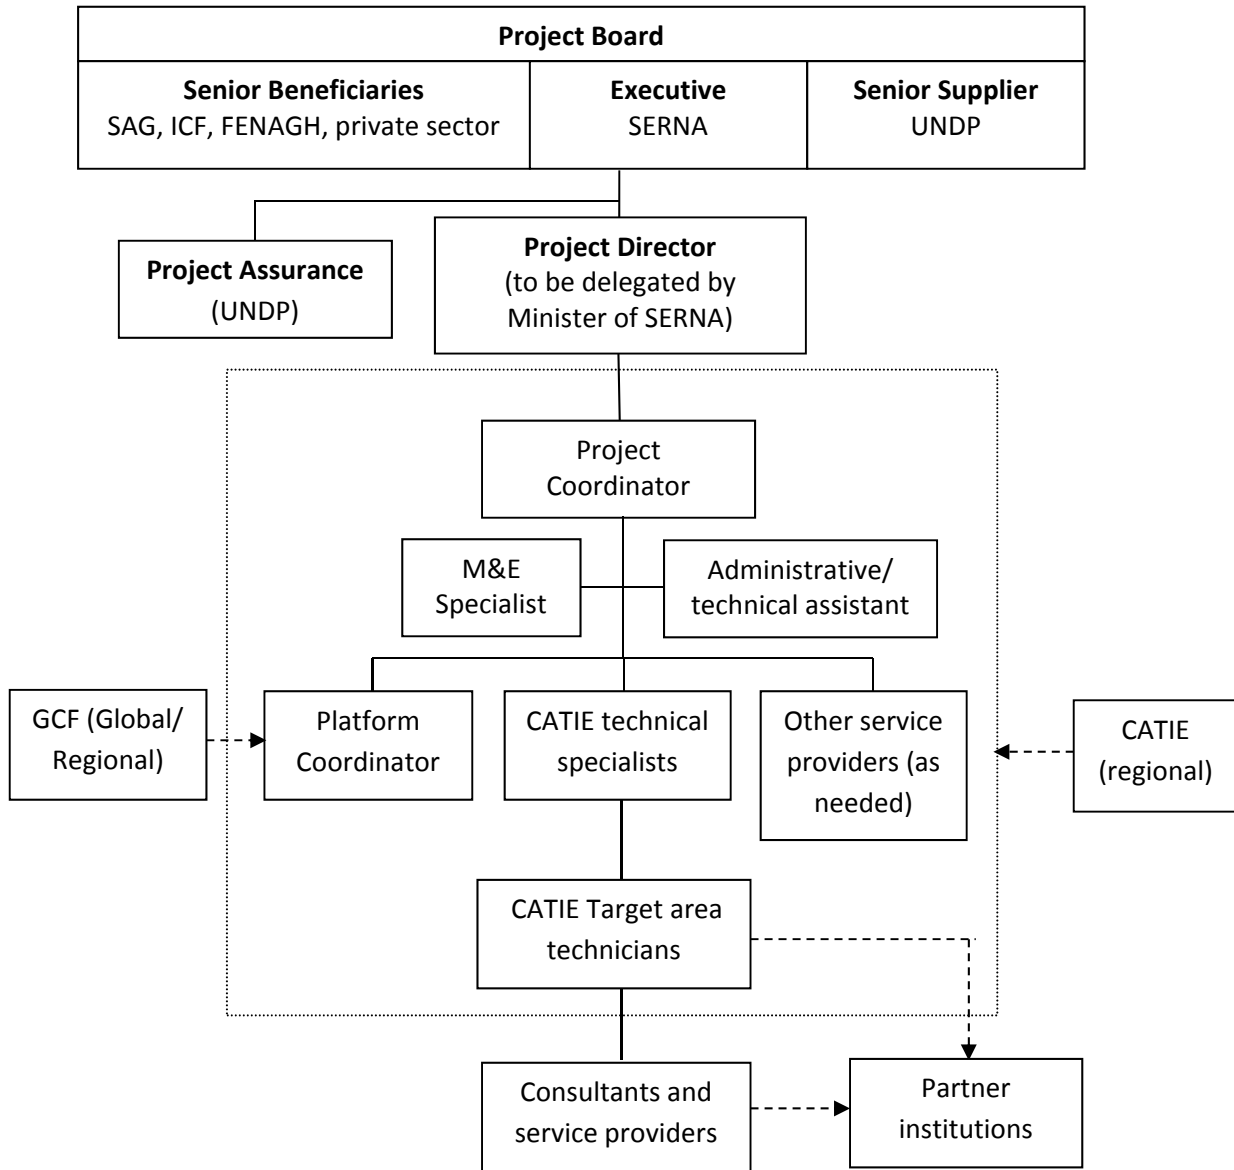 Project Board
Senior Beneficiaries
SAG, ICF, FENAGH, private sector
Executive
SERNA
Senior Supplier
UNDP
Project Assurance
(UNDP)
Project Director
(to be delegated by
Minister of SERNA)
Project
Coordinator
M&E
Specialist
Administrative/
technical assistant
GCF (Global/
Regional)
Platform
Coordinator
CATIE technical
specialists
Other service
providers (as
needed)
CATIE
(regional)
CATIE Target area
technicians
Consultants and
service providers
Partner
institutions